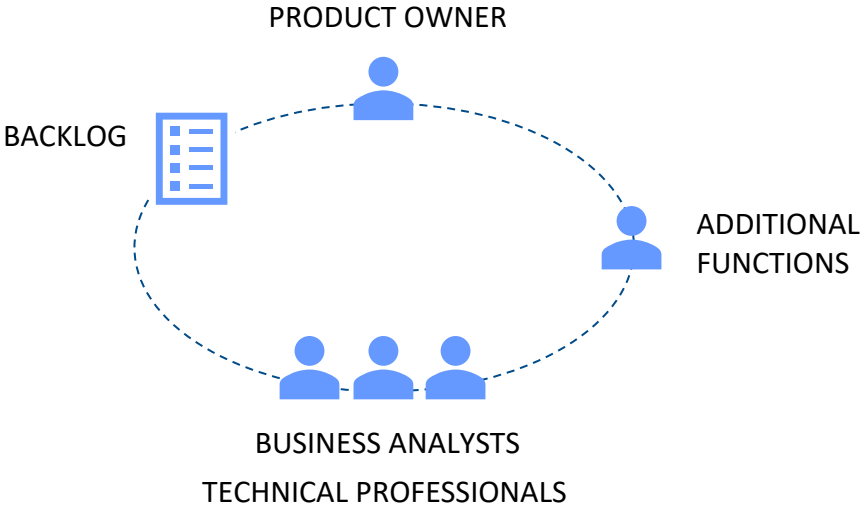 PRODUCT OWNER
BACKLOG
ADDITIONAL
FUNCTIONS
BUSINESS ANALYSTS
TECHNICAL PROFESSIONALS